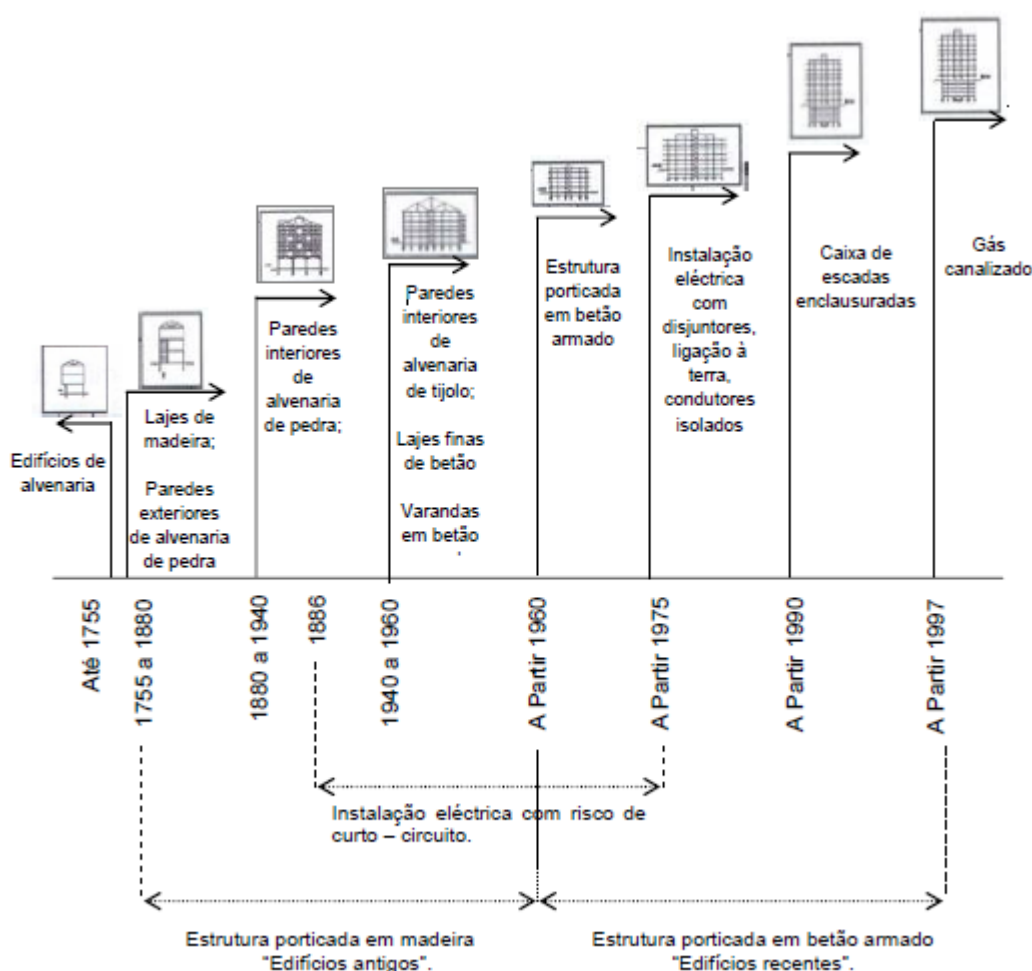 Edifícios de
alvenaria
Lajes de
madeira;
Paredes
exteriores
de alvenaria
de pedra
Paredes
interiores
de
alvenaria
de pedra;
Paredes
interiores
de
alvenaria
de tijolo;
Lajes finas
de betão
Varandas
em betão
Estrutura
porticada
em betão
armado
Instalação
eléctrica
com
disjuntores,
ligação à
terra,
condutores
isolados
Caixa de
escadas
enclausuradas
Gás
canalizado
Até 1755
1755 a 1880
1880 a 1940
1886
1940 a 1960
A Partir 1960
A Partir 1975
A Partir 1990
A Partir 1997
Instalação eléctrica com risco de
curto – circuito.
Estrutura porticada em madeira
"Edifícios antigos".
Estrutura porticada em betão armado
"Edifícios recentes".